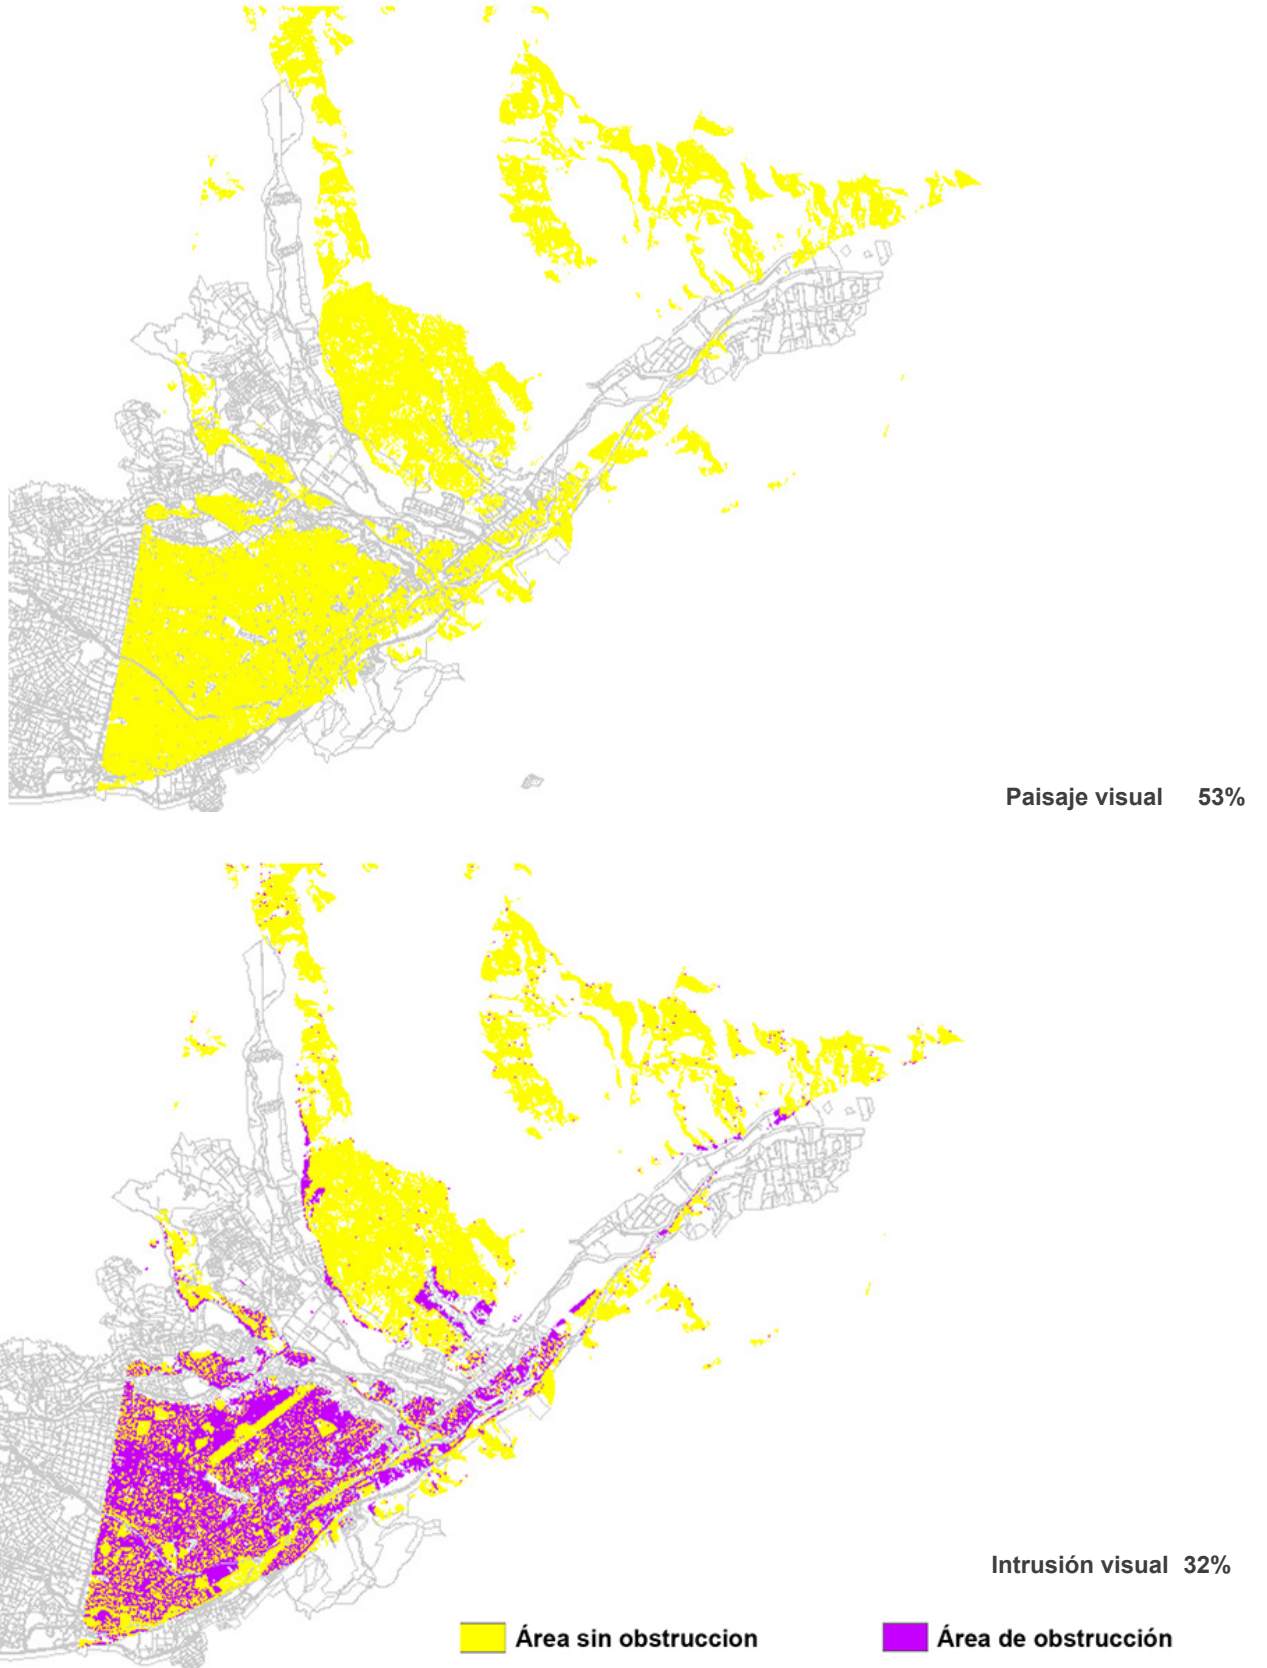 Paisaje visual 53%
Intrusión visual 32%
Área sin obstruccion
Área de obstrucción